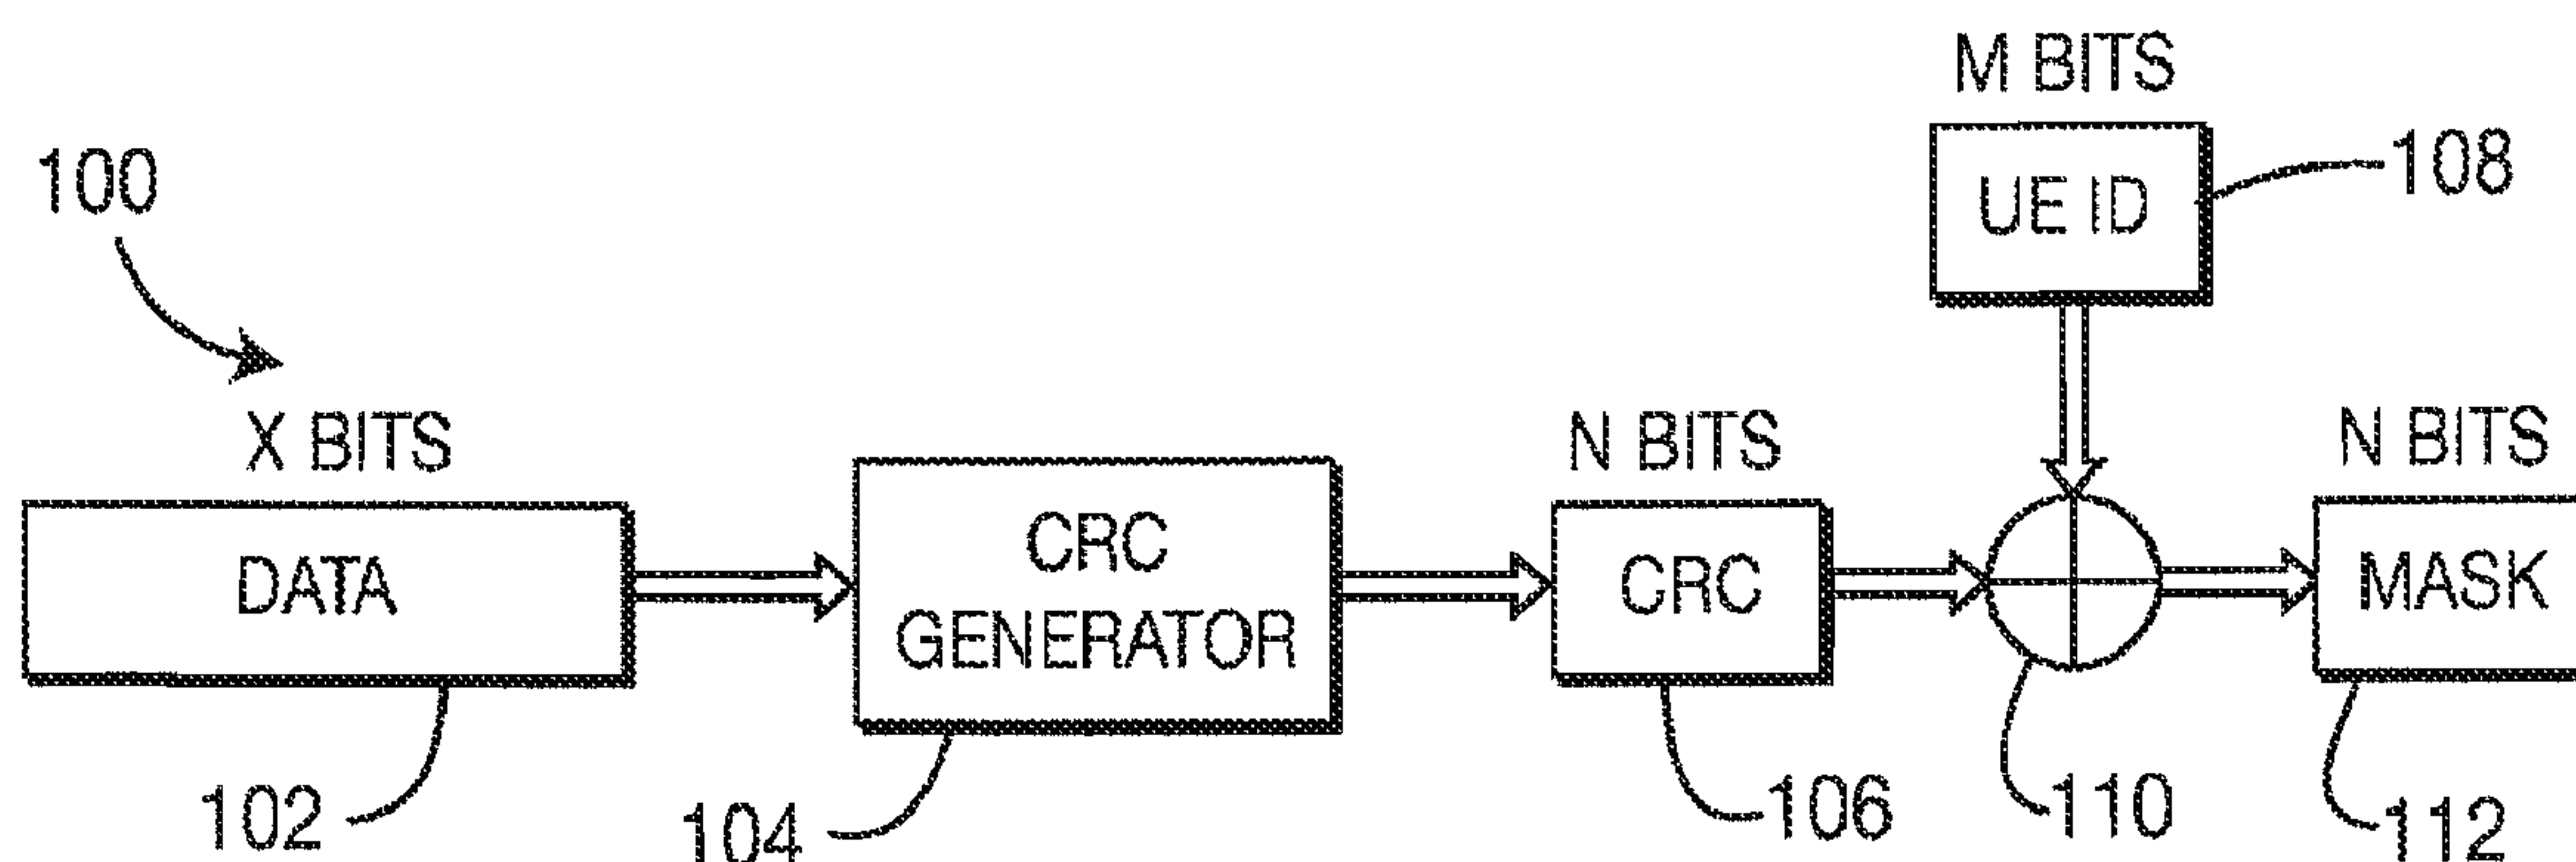 M BITS
100
UE ID
108
X BITS
N BITS
N BITS
DATA
CRC
GENERATOR
CRC
MASK
102
104
106
110
112